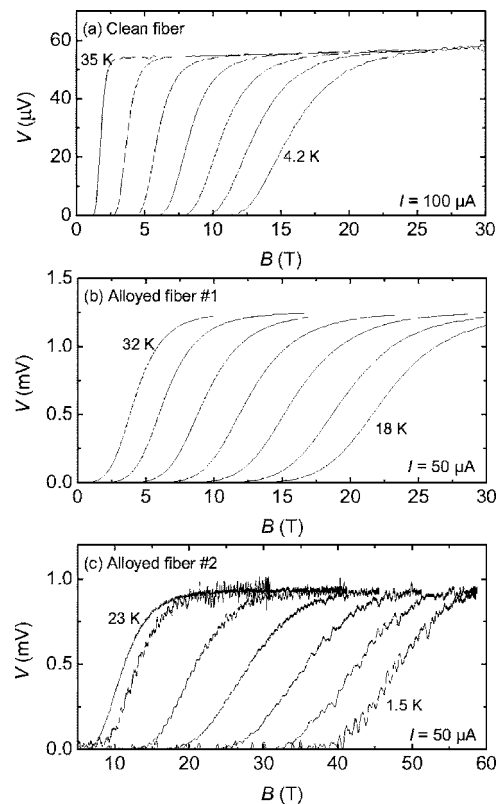 (a) Clean fiber
60
40
20
0
V (µV)
35 K
4.2 K
I = 100 µA
0 5 10 15 20 25 30
B (T)
(b) Alloyed fiber #1
1.5
1.0
0.5
0.0
V (mV)
32 K
18 K
I = 50 µA
0 5 10 15 20 25 30
B (T)
(c) Alloyed fiber #2
1.0
0.5
0.0
V (mV)
23 K
1.5 K
I = 50 µA
10 20 30 40 50 60
B (T)